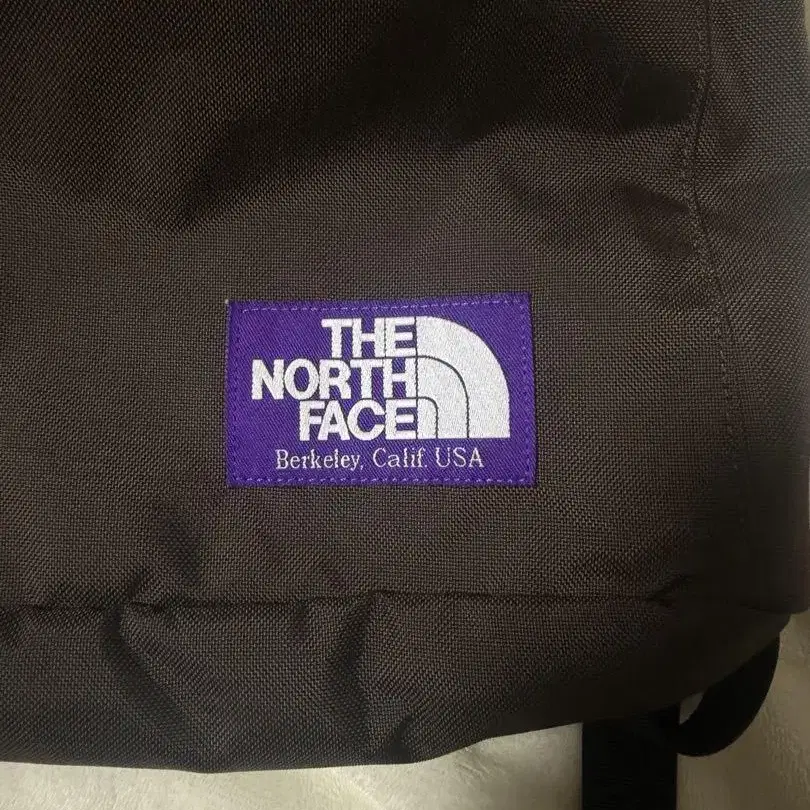 THE
NORTH
FACE
Berkeley, Calif. USA